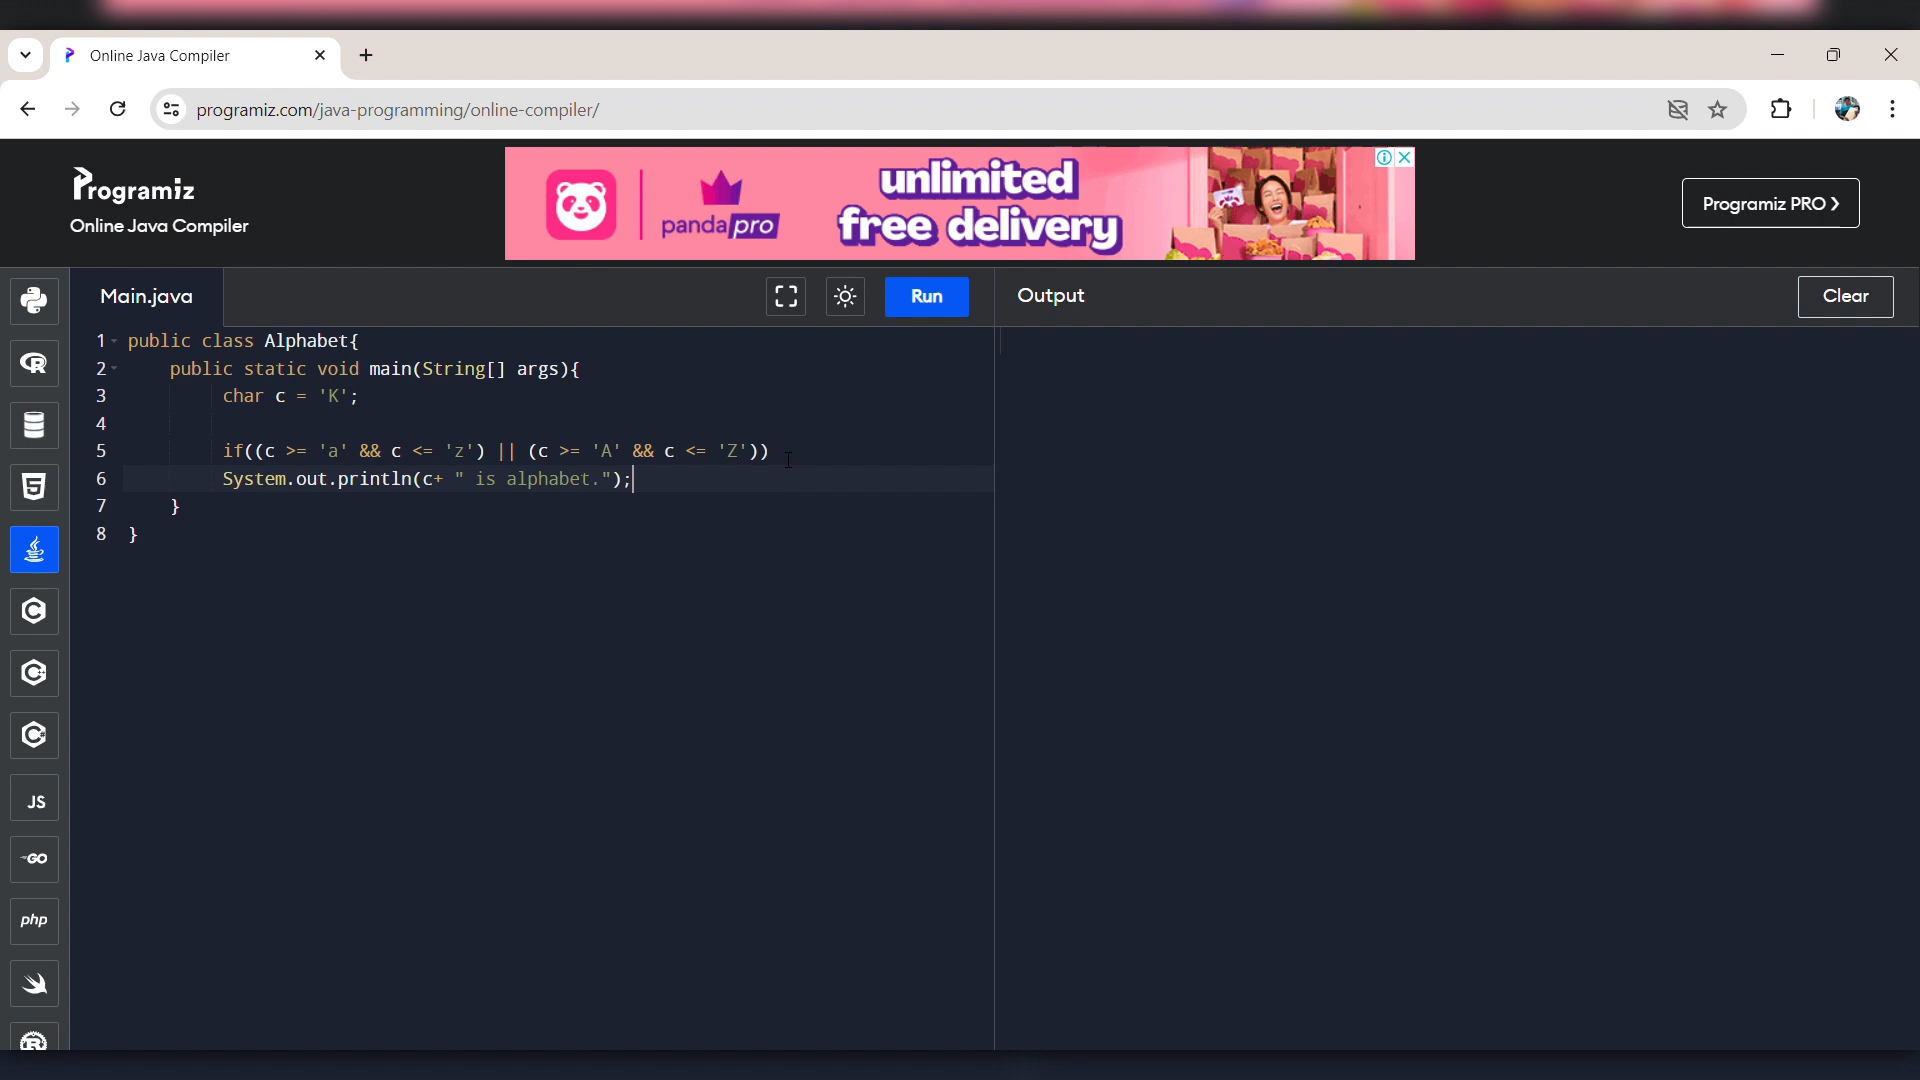 Online Java Compiler
programiz.com/java-programming/online-compiler/
Programiz
Online Java Compiler
pandapro
unlimited
free delivery
Programiz PRO
Main.java
Run
Output
Clear
1 public class Alphabet{
2 public static void main(String[] args){
3 char c = 'K';
4
5 if((c >= 'a' && c <= 'z') || (c >= 'A' && c <= 'Z'))
6 System.out.println(c+ " is alphabet.");
7 }
8 }
R
5
C
C
C
JS
GO
php
R